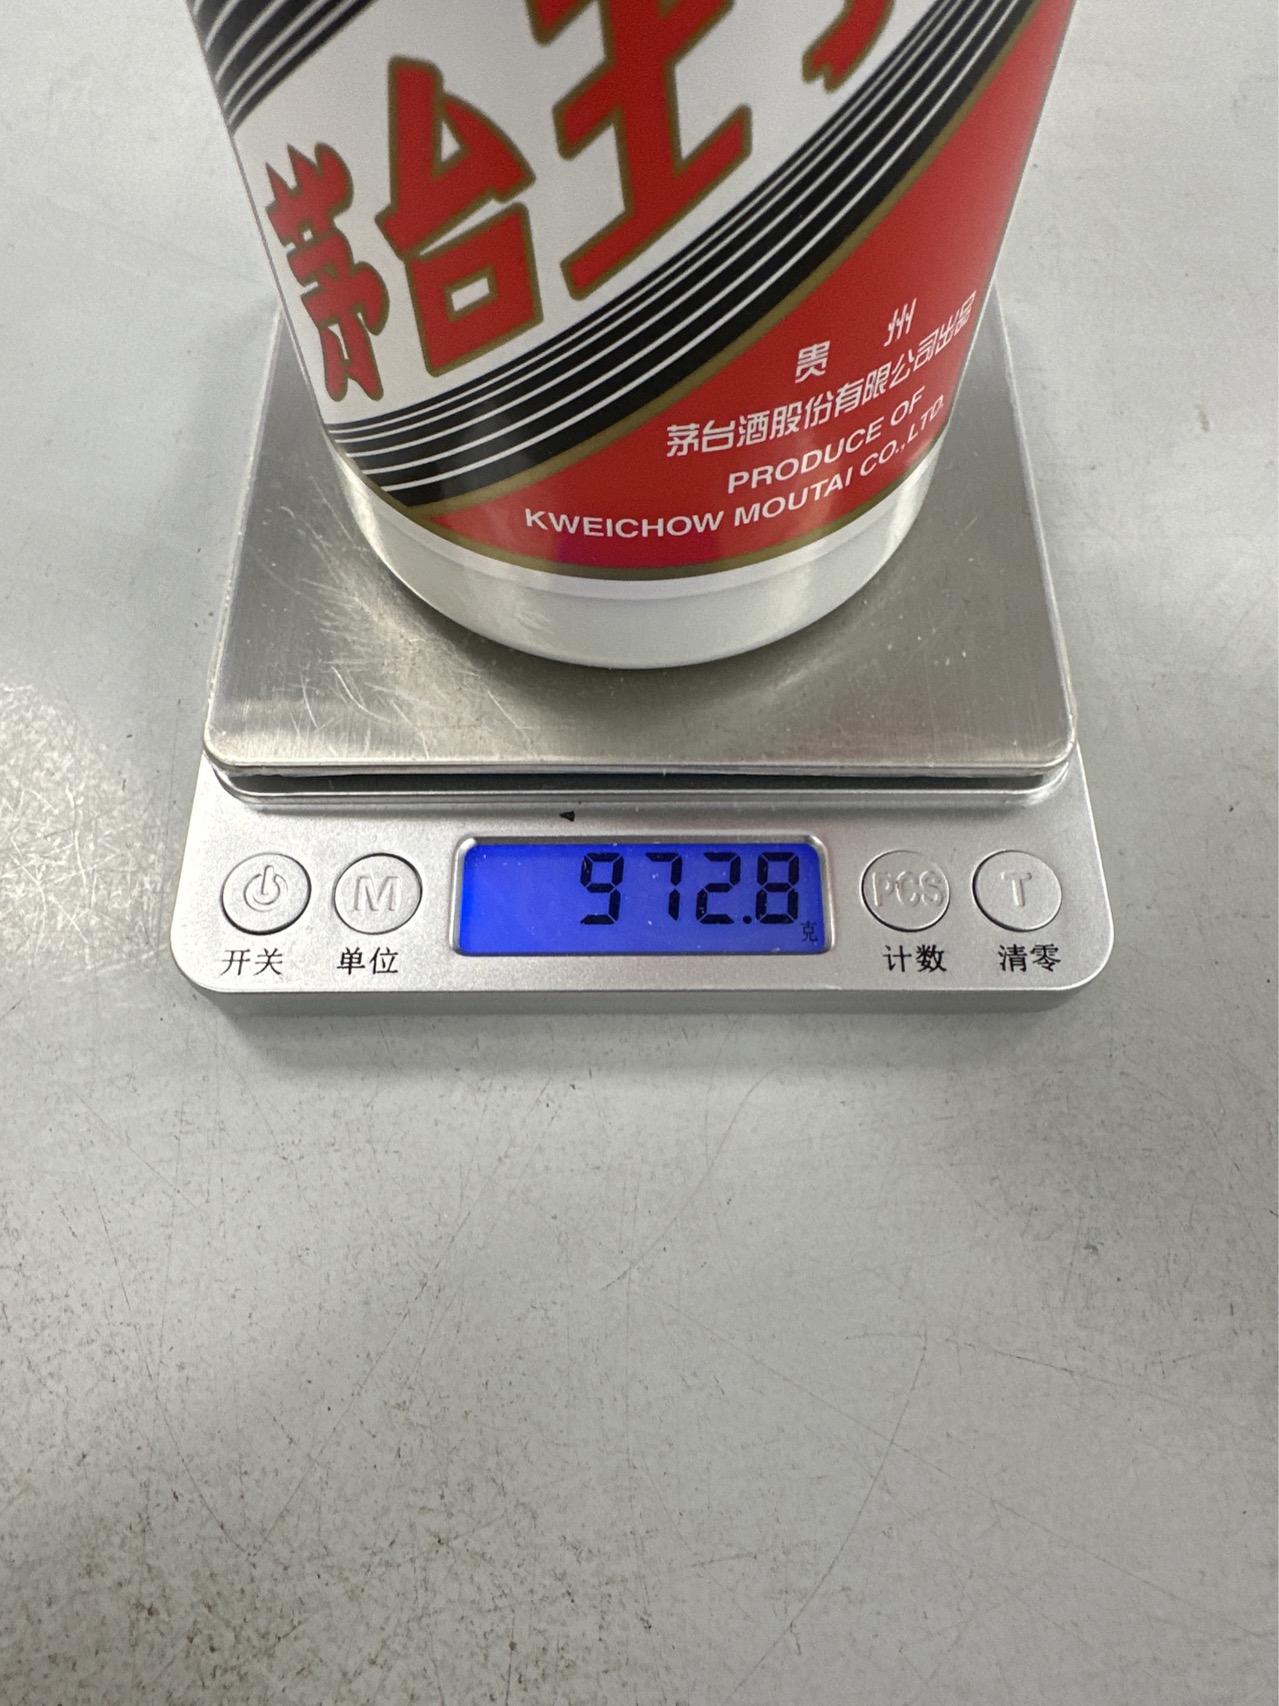 茅台王
贵州
茅台酒股份有限公司出品
PRODUCE OF
KWEICHOW MOUTAI CO.,LTD.
972.8
克
M
PCS
T
开关
单位
计数
清零